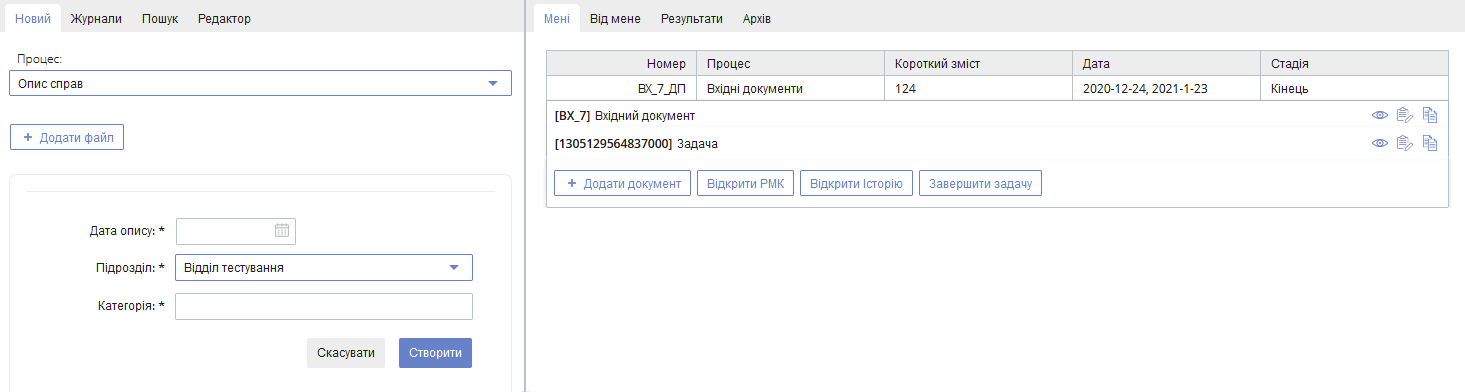 Новий Журнали Пошук Редактор
Процес:
Опис справ
+ Додати файл
Дата опису: *
Підрозділ: * Відділ тестування
Категорія: *
Скасувати Створити
Мені Від мене Результати Архів
Номер Процес Короткий зміст Дата Стадія
ВХ_7_ДП Вхідні документи 124 2020-12-24, 2021-1-23 Кінець
[ВХ_7] Вхідний документ
[1305129564837000] Задача
+ Додати документ Відкрити РМК Відкрити Історію Завершити задачу